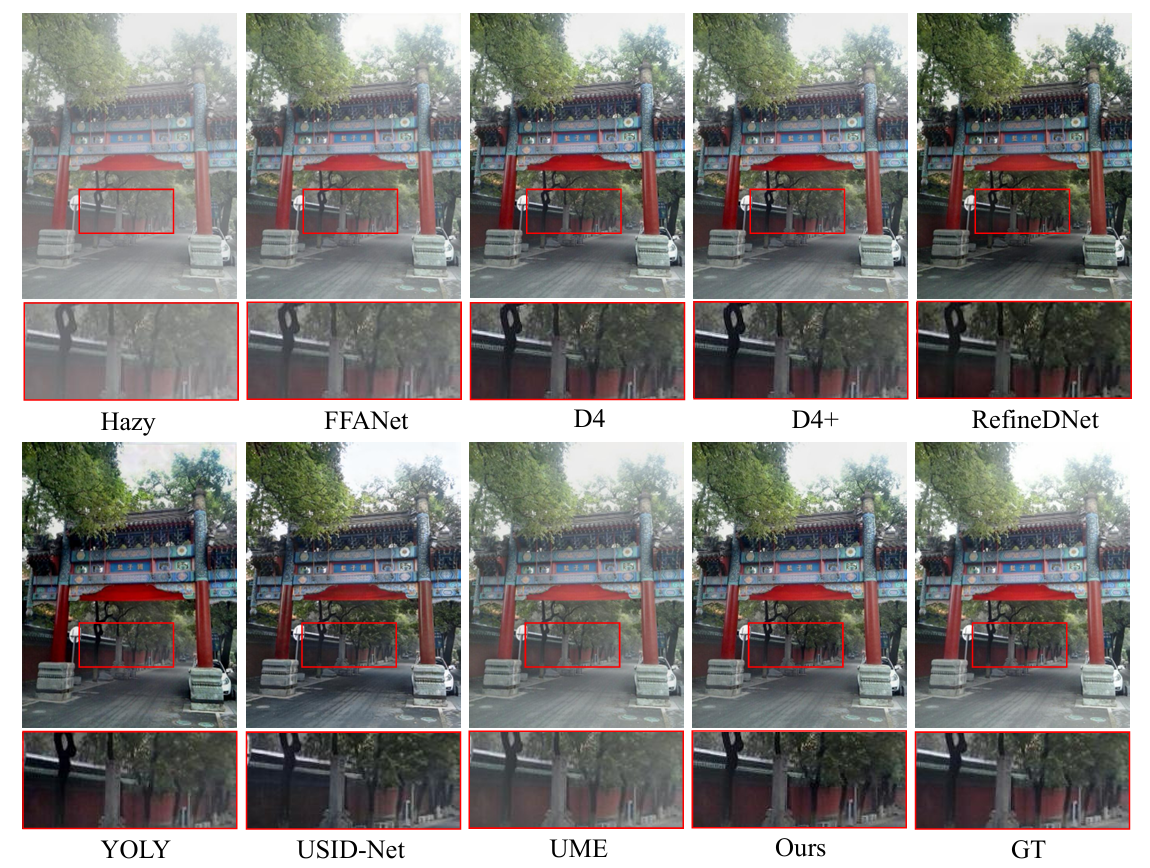 Hazy
FFANet
D4
D4+
RefineDNet
YOLY
USID-Net
UME
Ours
GT